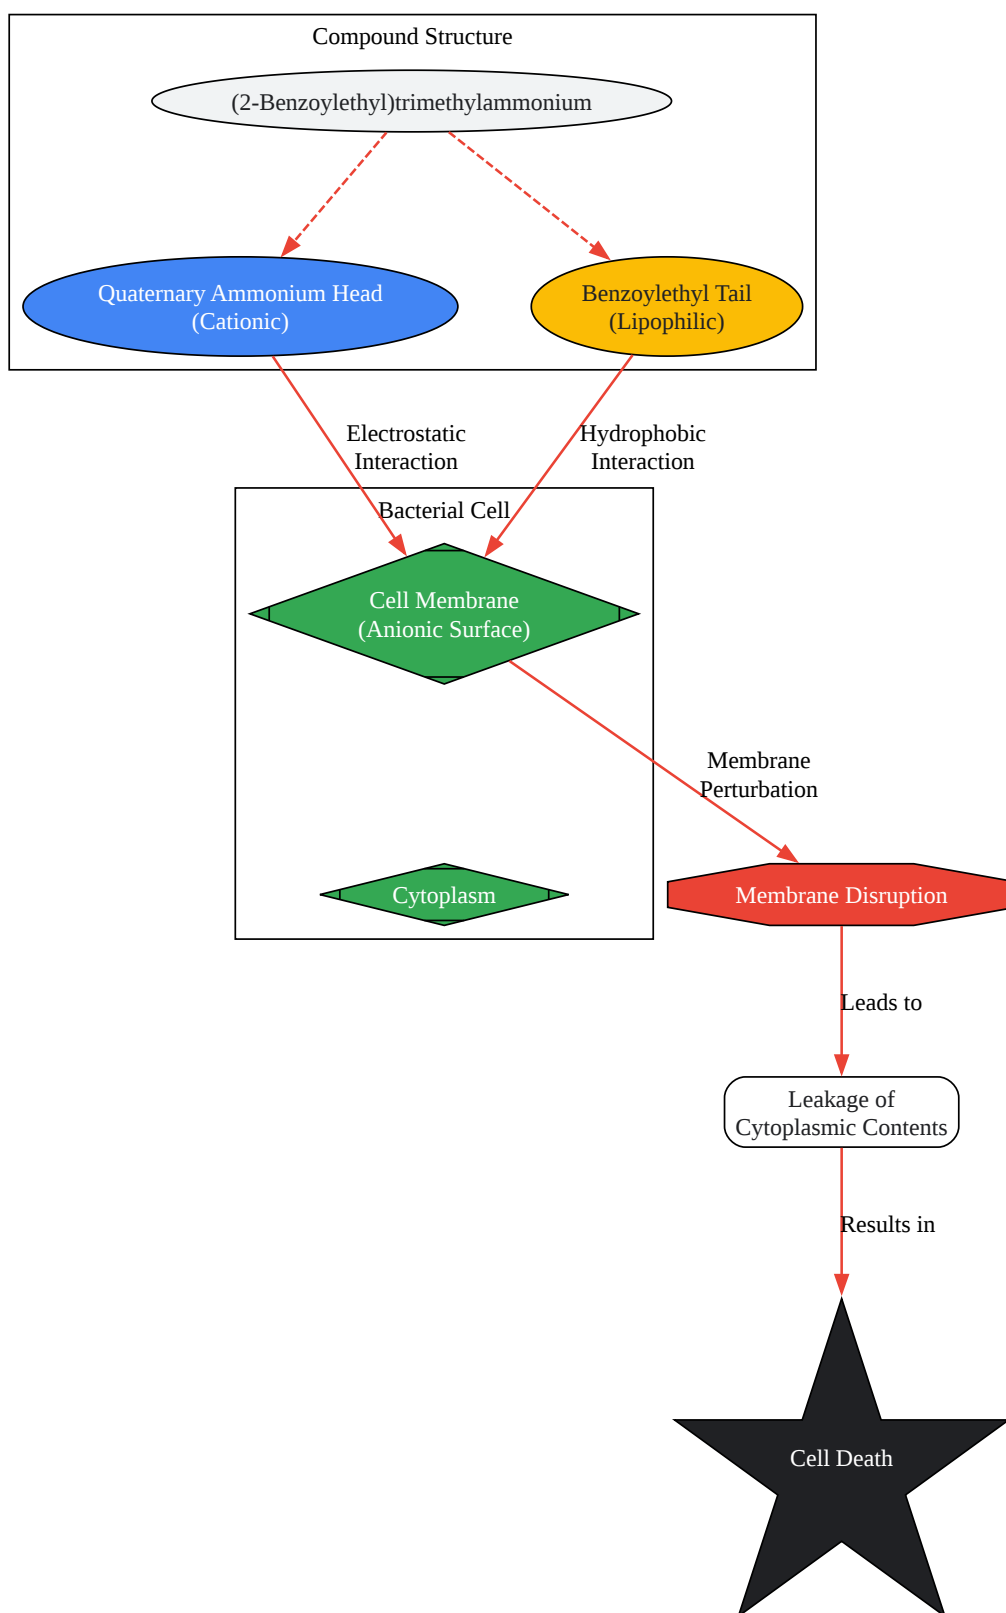 Compound Structure
(2-Benzoylethyl)trimethylammonium
Quaternary Ammonium Head
(Cationic)
Benzoylethyl Tail
(Lipophilic)
Electrostatic
Interaction
Hydrophobic
Interaction
Bacterial Cell
Cell Membrane
(Anionic Surface)
Membrane
Perturbation
Cytoplasm
Membrane Disruption
Leads to
Leakage of
Cytoplasmic Contents
Results in
Cell Death